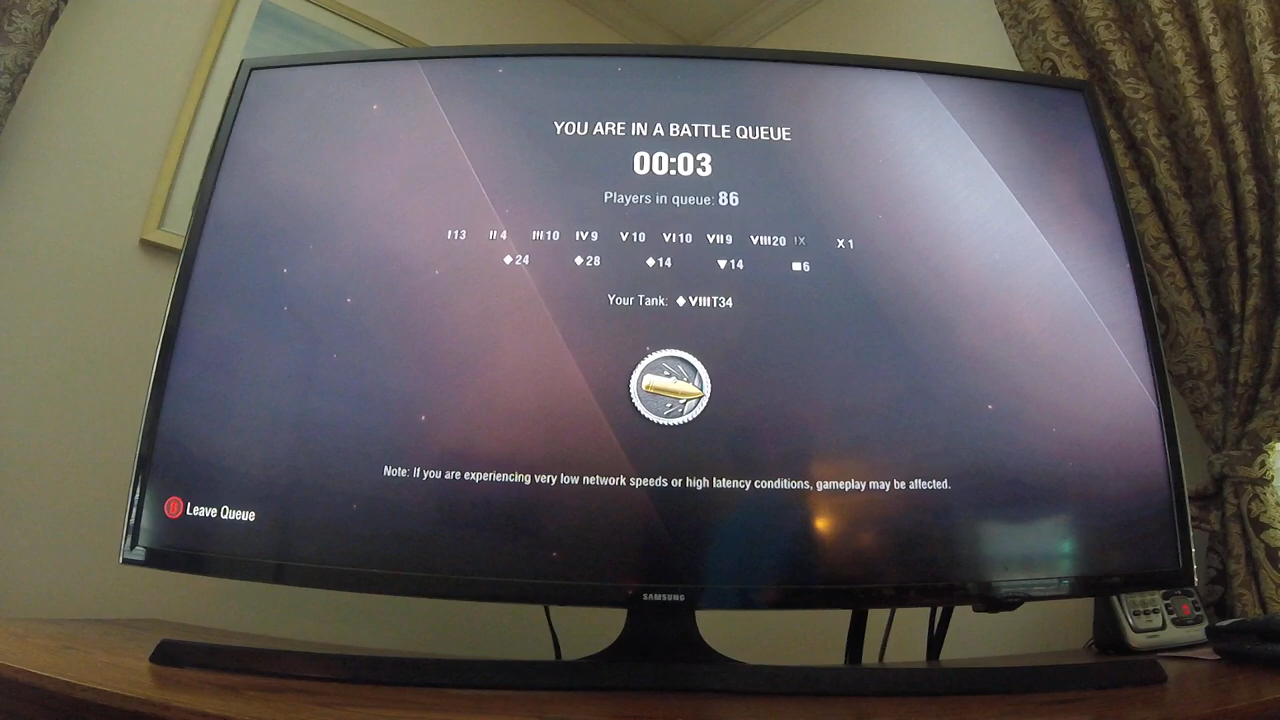 YOU ARE IN A BATTLE QUEUE
00:03
Players in queue: 86
I 13 II 4 III 10 IV 9 V 10 VI 10 VII 9 VIII 20 IX X 1
24 28 14 14 6
Your Tank: VIII T34
Note: If you are experiencing very low network speeds or high latency conditions, gameplay may be affected.
B Leave Queue
SAMSUNG